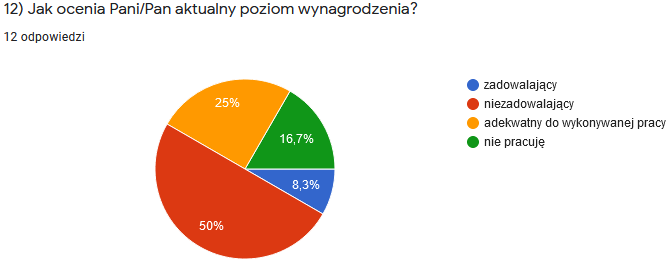 12) Jak ocenia Pani/Pan aktualny poziom wynagrodzenia?
12 odpowiedzi
25%
16,7%
8,3%
50%
zadowalający
niezadowalający
adekwatny do wykonywanej pracy
nie pracuję